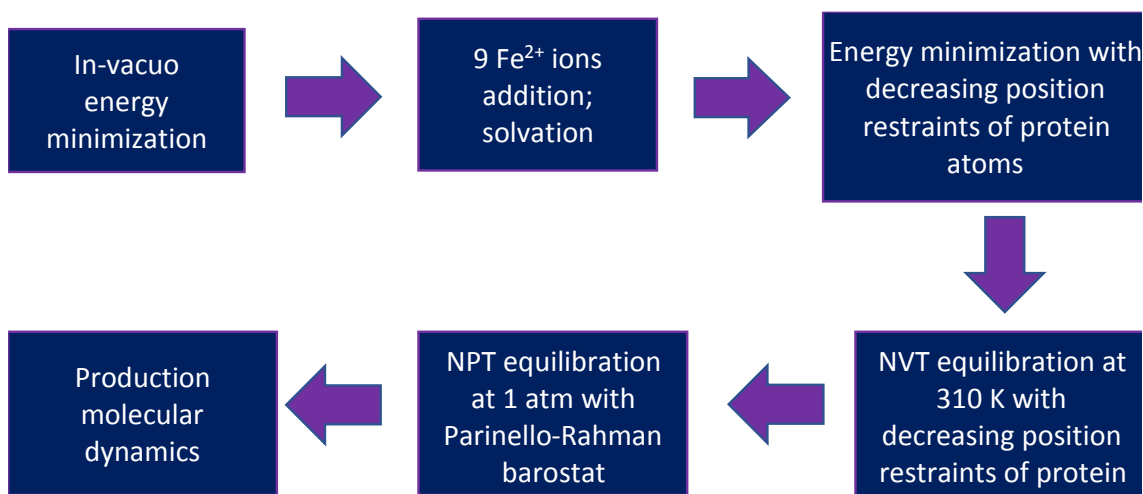 In-vacuo
energy
minimization
9 Fe²⁺ ions
addition;
solvation
Energy minimization with
decreasing position
restraints of protein
atoms
NVT equilibration at
310 K with
decreasing position
restraints of protein
NPT equilibration
at 1 atm with
Parinello-Rahman
barostat
Production
molecular
dynamics